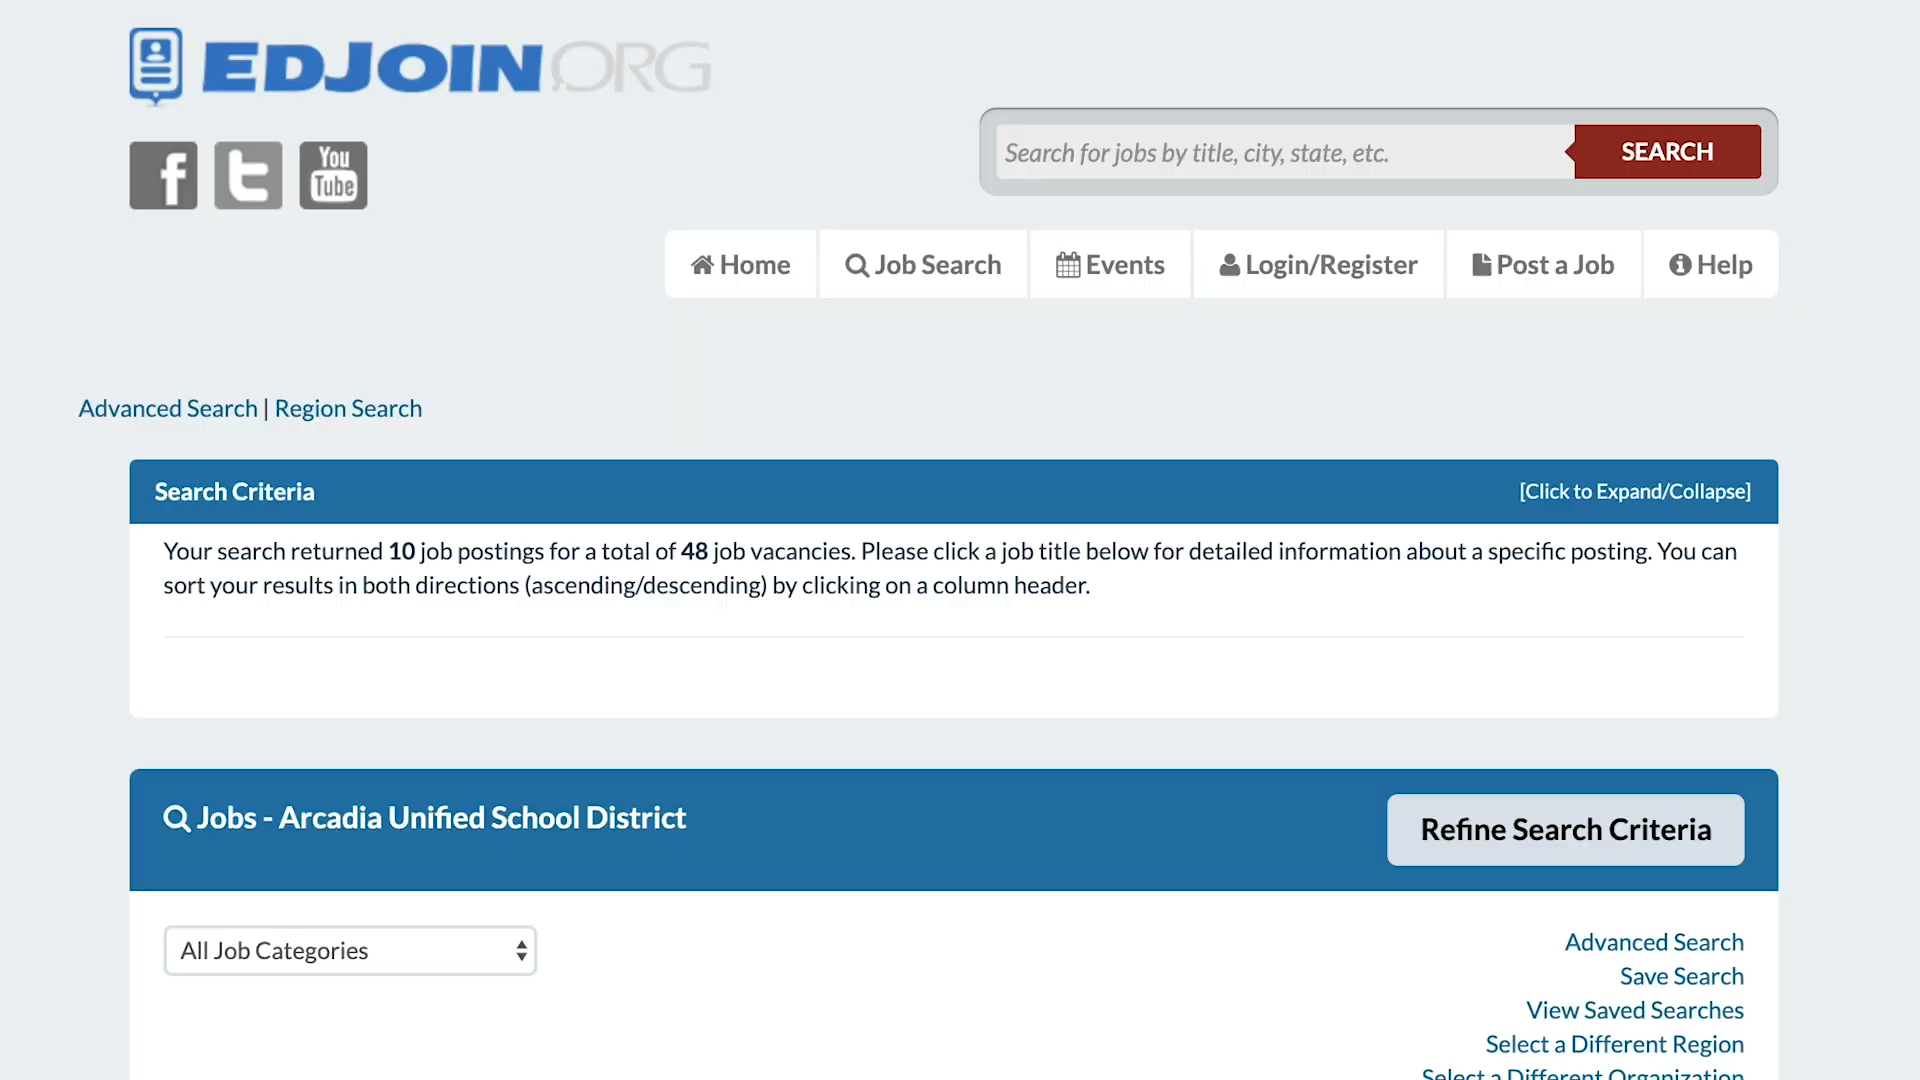 EDJOIN.ORG
f
t
You
Tube
Search for jobs by title, city, state, etc.
SEARCH
Home
Job Search
Events
Login/Register
Post a Job
Help
Advanced Search | Region Search
Search Criteria
[Click to Expand/Collapse]
Your search returned 10 job postings for a total of 48 job vacancies. Please click a job title below for detailed information about a specific posting. You can
sort your results in both directions (ascending/descending) by clicking on a column header.
Jobs - Arcadia Unified School District
Refine Search Criteria
All Job Categories
Advanced Search
Save Search
View Saved Searches
Select a Different Region
Select a Different Organization